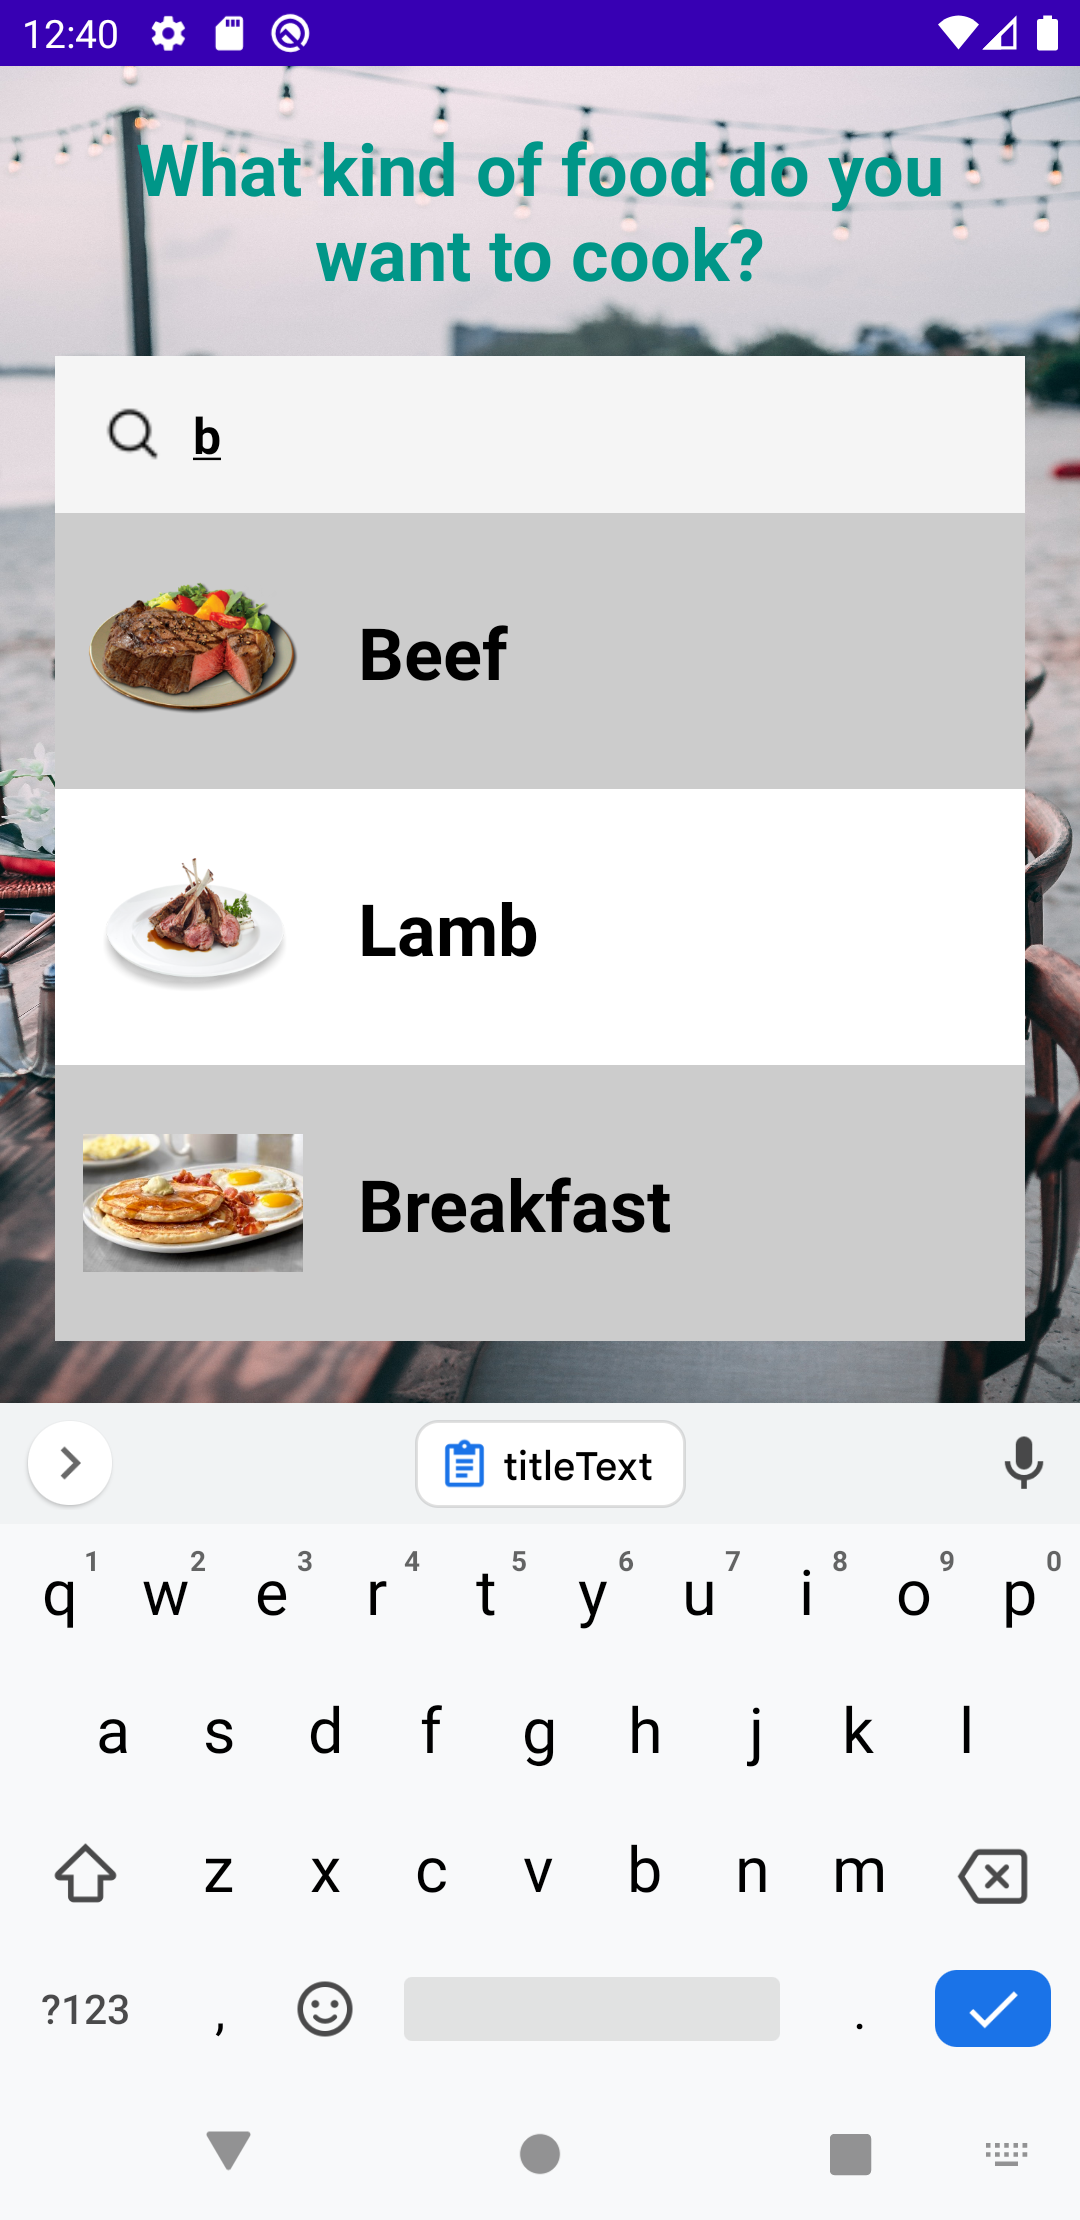 12:40
What kind of food do you
want to cook?
b
Beef
Lamb
Breakfast
titleText
1 2 3 4 5 6 7 8 9 0
q w e r t y u i o p
a s d f g h j k l
z x c v b n m
?123 , .